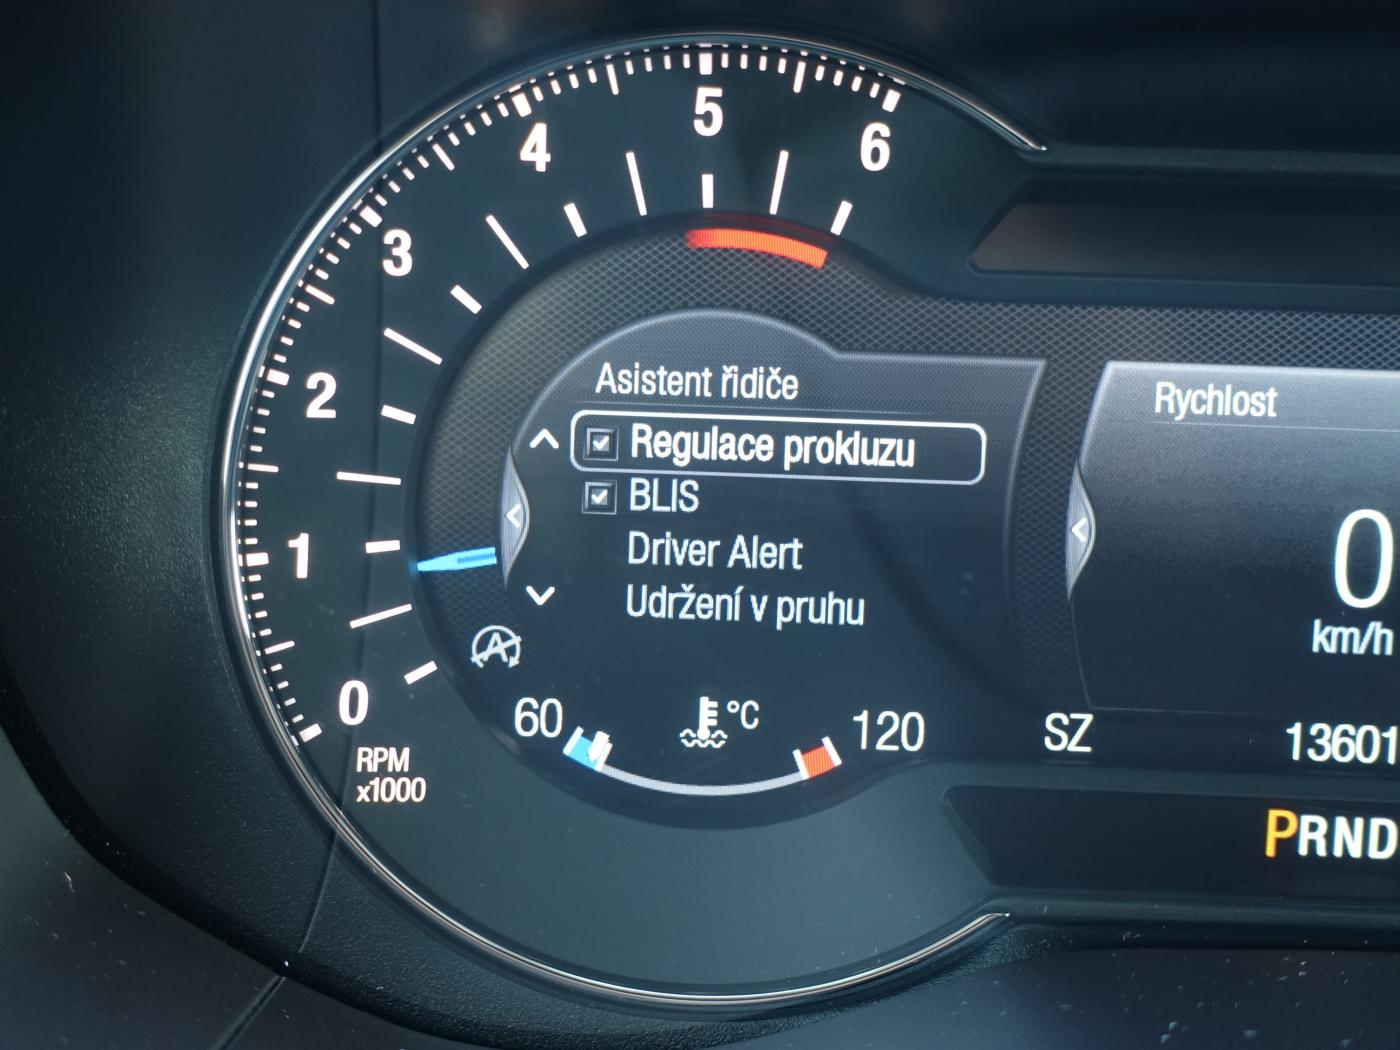 5
4
6
3
2
1
0
RPM
x1000
Asistent řidiče
Regulace prokluzu
BLIS
Driver Alert
Udržení v pruhu
A
60
°C
120
Rychlost
0
km/h
SZ
13601
PRND